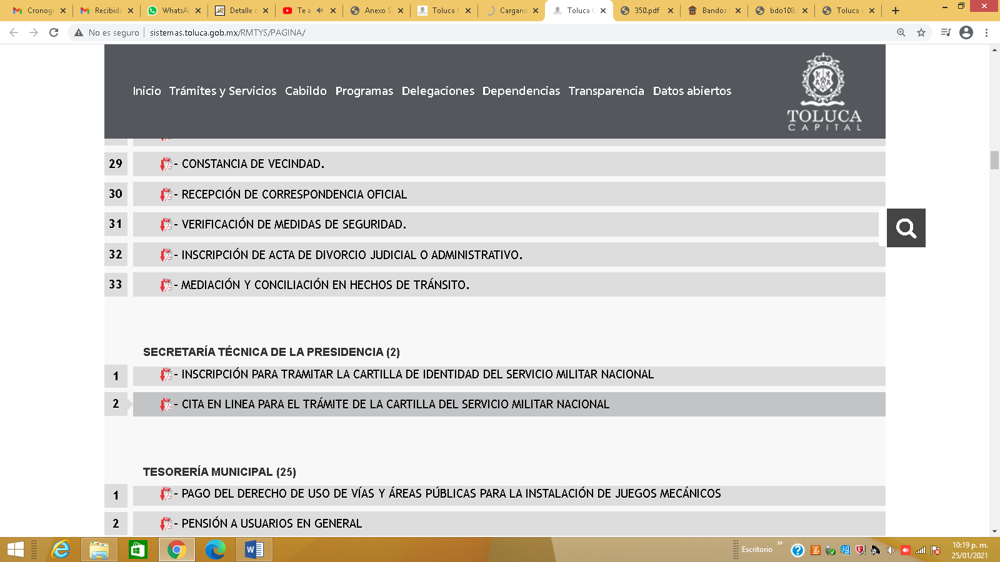 Cronogr
Recibido
WhatsAp
Detalle d
Te a
Anexo S
Toluca C
Cargand
Toluca C
350.pdf
Bandos
bdo108.
Toluca d
No es seguro
sistemas.toluca.gob.mx/RMTYS/PAGINA/
Inicio Trámites y Servicios Cabildo Programas Delegaciones Dependencias Transparencia Datos abiertos
TOLUCA
CAPITAL
29 - CONSTANCIA DE VECINDAD.
30 - RECEPCIÓN DE CORRESPONDENCIA OFICIAL
31 - VERIFICACIÓN DE MEDIDAS DE SEGURIDAD.
32 - INSCRIPCIÓN DE ACTA DE DIVORCIO JUDICIAL O ADMINISTRATIVO.
33 - MEDIACIÓN Y CONCILIACIÓN EN HECHOS DE TRÁNSITO.
SECRETARÍA TÉCNICA DE LA PRESIDENCIA (2)
1 - INSCRIPCIÓN PARA TRAMITAR LA CARTILLA DE IDENTIDAD DEL SERVICIO MILITAR NACIONAL
2 - CITA EN LINEA PARA EL TRÁMITE DE LA CARTILLA DEL SERVICIO MILITAR NACIONAL
TESORERÍA MUNICIPAL (25)
1 - PAGO DEL DERECHO DE USO DE VÍAS Y ÁREAS PÚBLICAS PARA LA INSTALACIÓN DE JUEGOS MECÁNICOS
2 - PENSIÓN A USUARIOS EN GENERAL
Escritorio
10:19 p. m.
25/01/2021